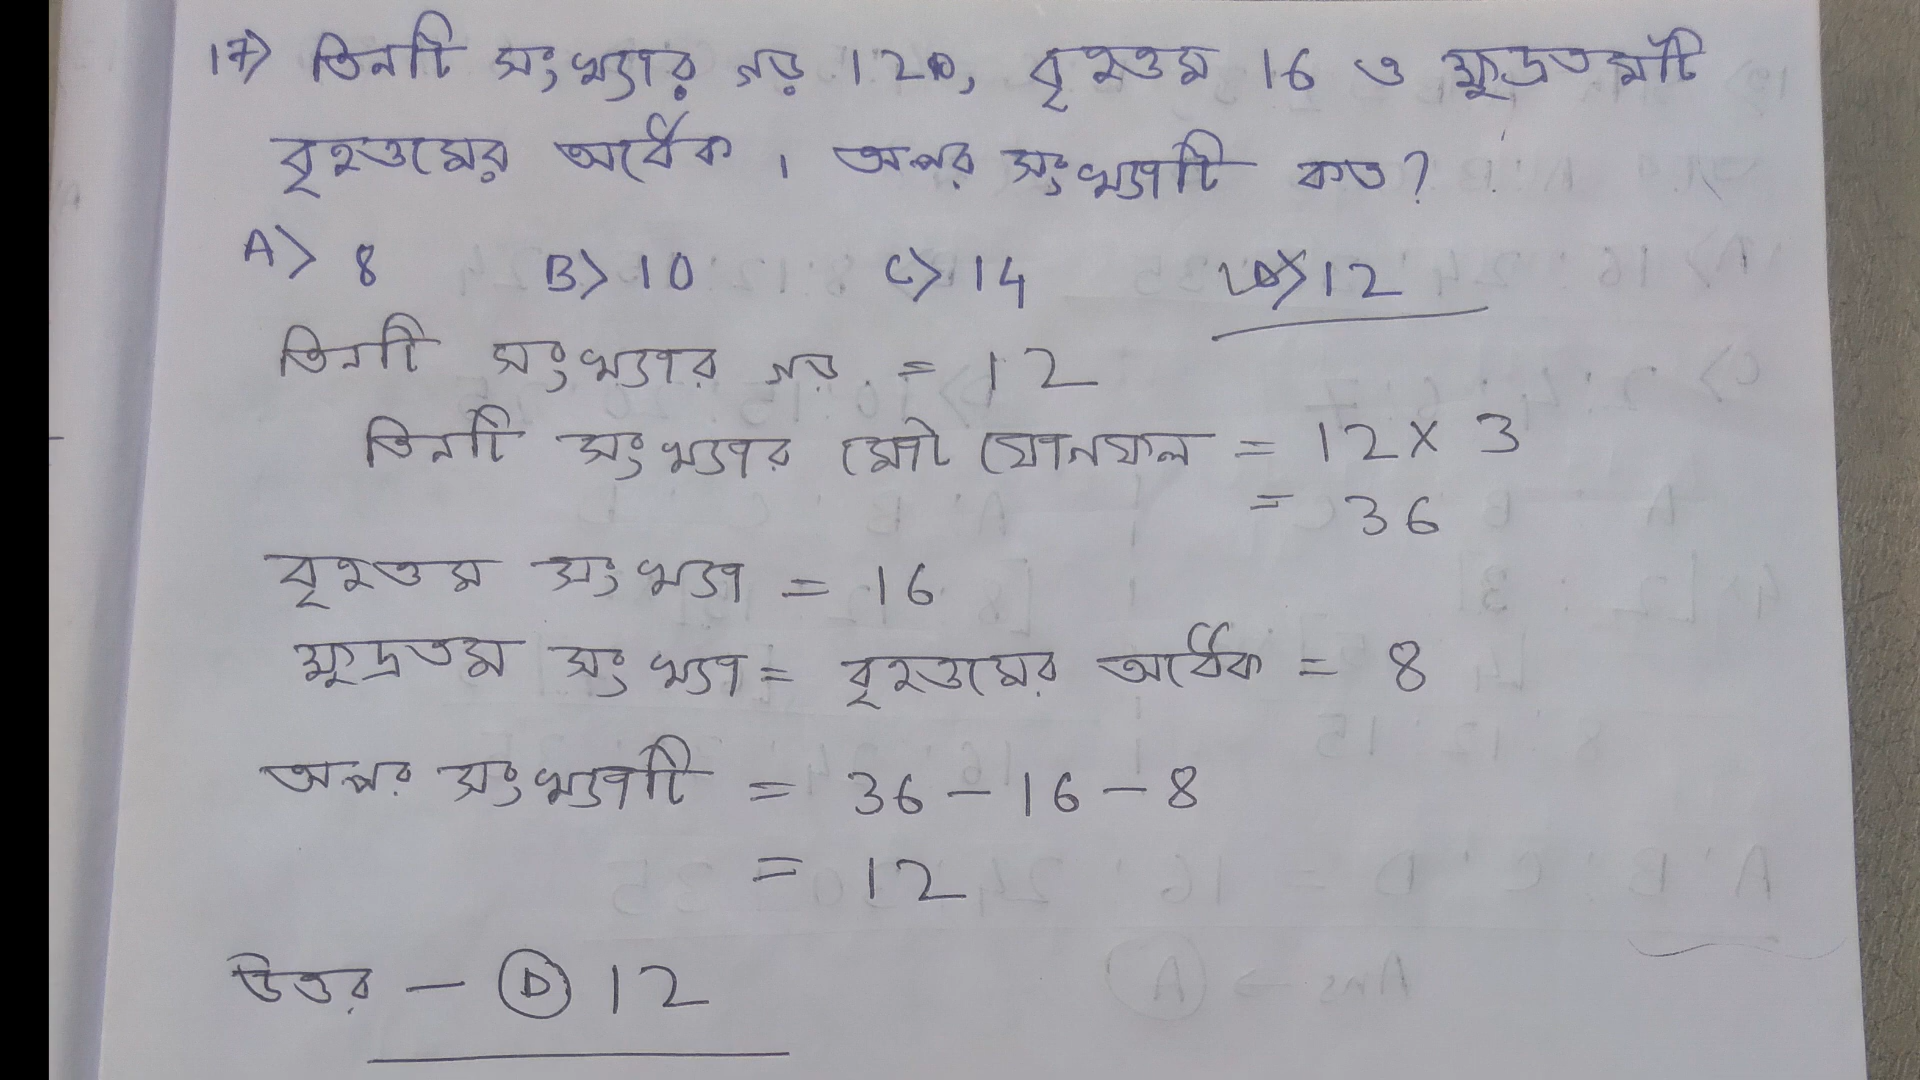 17> তিনটি সংখ্যার গড় 12, বৃহত্তম 16 ও ক্ষুদ্রতমটি
বৃহত্তমের অর্ধেক । অপর সংখ্যাটি কত?
A> 8 B> 10 C> 14 D> 12
তিনটি সংখ্যার গড় = 12
তিনটি সংখ্যার মোট যোগফল = 12 x 3
= 36
বৃহত্তম সংখ্যা = 16
ক্ষুদ্রতম সংখ্যা = বৃহত্তমের অর্ধেক = 8
অপর সংখ্যাটি = 36 - 16 - 8
= 12
উত্তর - D 12